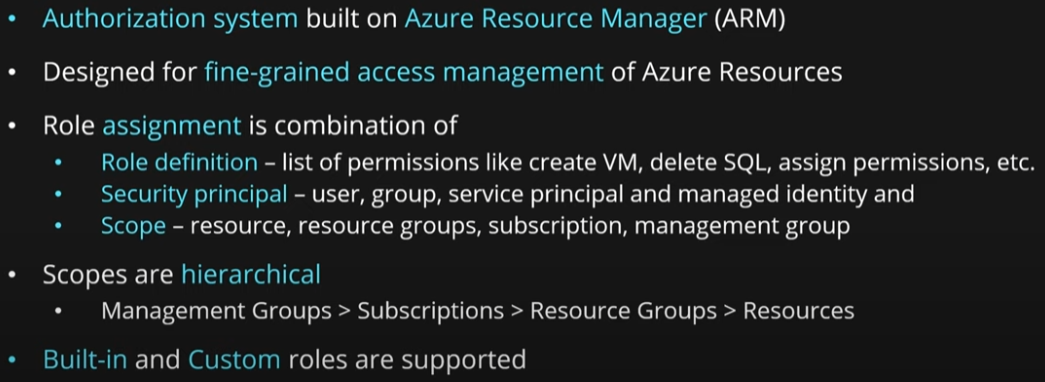 • Authorization system built on Azure Resource Manager (ARM)
• Designed for fine-grained access management of Azure Resources
• Role assignment is combination of
• Role definition – list of permissions like create VM, delete SQL, assign permissions, etc.
• Security principal – user, group, service principal and managed identity and
• Scope – resource, resource groups, subscription, management group
• Scopes are hierarchical
• Management Groups > Subscriptions > Resource Groups > Resources
• Built-in and Custom roles are supported